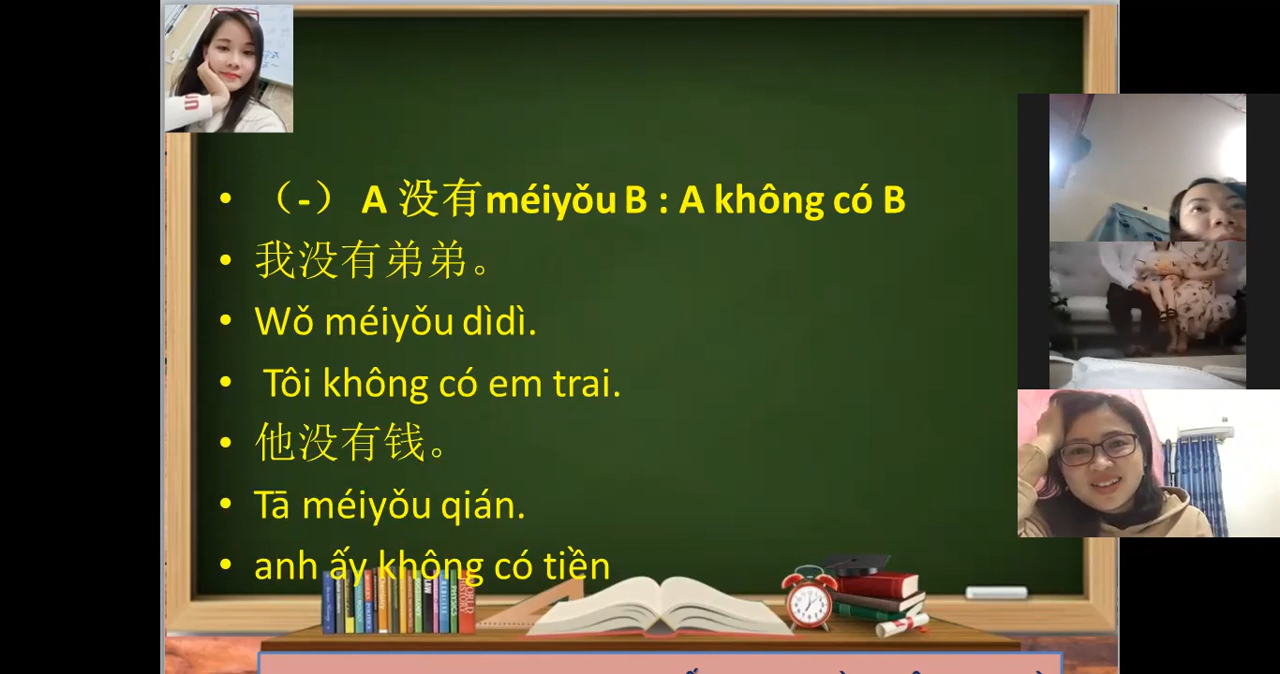 （-） A 没有méiyǒu B : A không có B
我没有弟弟。
Wǒ méiyǒu dìdì.
Tôi không có em trai.
他没有钱。
Tā méiyǒu qián.
anh ấy không có tiền